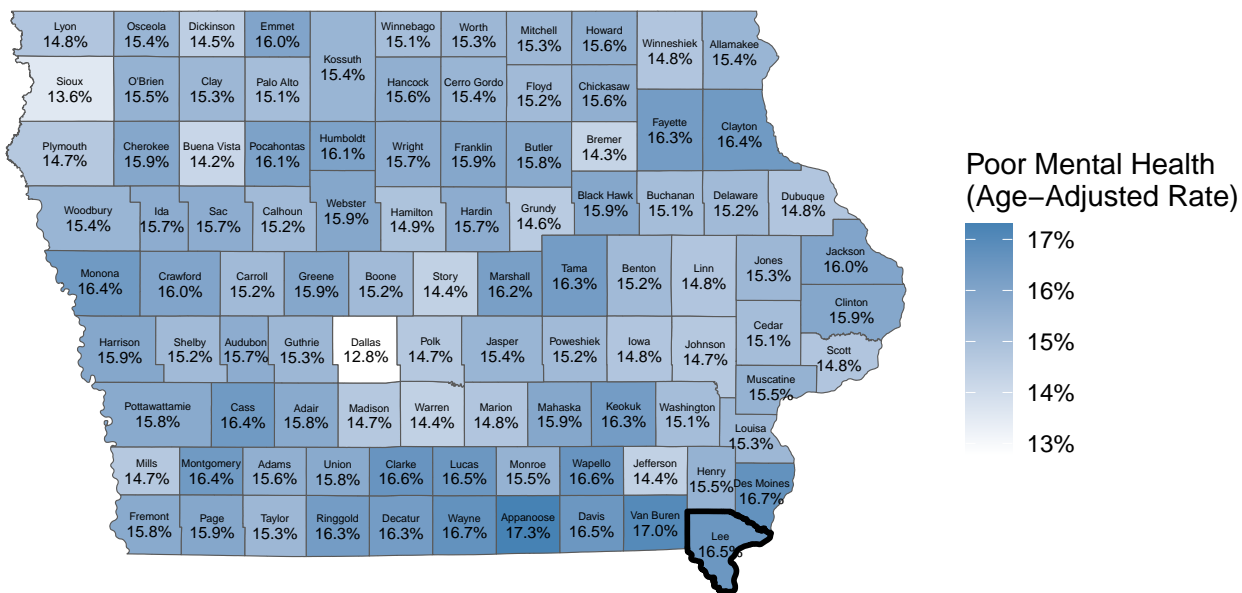 Lyon
14.8%
Osceola
15.4%
Dickinson
14.5%
Emmet
16.0%
Kossuth
15.4%
Winnebago
15.1%
Worth
15.3%
Mitchell
15.3%
Howard
15.6%
Winneshiek
14.8%
Allamakee
15.4%
Sioux
13.6%
O'Brien
15.5%
Clay
15.3%
Palo Alto
15.1%
Hancock
15.6%
Cerro Gordo
15.4%
Floyd
15.2%
Chickasaw
15.6%
Fayette
16.3%
Clayton
16.4%
Plymouth
14.7%
Cherokee
15.9%
Buena Vista
14.2%
Pocahontas
16.1%
Humboldt
16.1%
Wright
15.7%
Franklin
15.9%
Butler
15.8%
Bremer
14.3%
Woodbury
15.4%
Ida
15.7%
Sac
15.7%
Calhoun
15.2%
Webster
15.9%
Hamilton
14.9%
Hardin
15.7%
Grundy
14.6%
Black Hawk
15.9%
Buchanan
15.1%
Delaware
15.2%
Dubuque
14.8%
Monona
16.4%
Crawford
16.0%
Carroll
15.2%
Greene
15.9%
Boone
15.2%
Story
14.4%
Marshall
16.2%
Tama
16.3%
Benton
15.2%
Linn
14.8%
Jones
15.3%
Jackson
16.0%
Clinton
15.9%
Harrison
15.9%
Shelby
15.2%
Audubon
15.7%
Guthrie
15.3%
Dallas
12.8%
Polk
14.7%
Jasper
15.4%
Poweshiek
15.2%
Iowa
14.8%
Johnson
14.7%
Cedar
15.1%
Scott
14.8%
Muscatine
15.5%
Pottawattamie
15.8%
Cass
16.4%
Adair
15.8%
Madison
14.7%
Warren
14.4%
Marion
14.8%
Mahaska
15.9%
Keokuk
16.3%
Washington
15.1%
Louisa
15.3%
Mills
14.7%
Montgomery
16.4%
Adams
15.6%
Union
15.8%
Clarke
16.6%
Lucas
16.5%
Monroe
15.5%
Wapello
16.6%
Jefferson
14.4%
Henry
15.5%
Des Moines
16.7%
Fremont
15.8%
Page
15.9%
Taylor
15.3%
Ringgold
16.3%
Decatur
16.3%
Wayne
16.7%
Appanoose
17.3%
Davis
16.5%
Van Buren
17.0%
Lee
16.5%
Poor Mental Health
(Age−Adjusted Rate)
17%
16%
15%
14%
13%